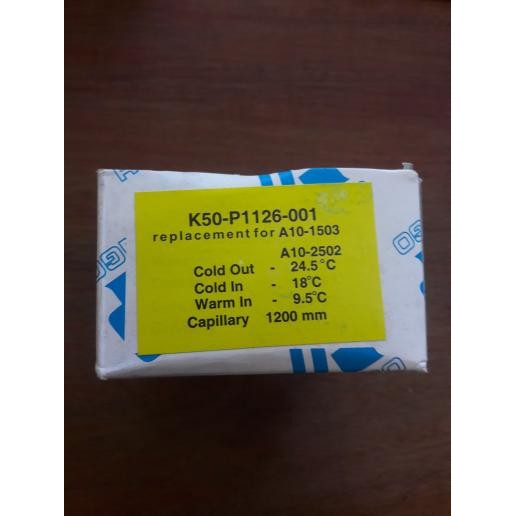 K50-P1126-001
replacement for A10-1503
A10-2502
Cold Out - 24.5°C
Cold In - 18°C
Warm In - 9.5°C
Capillary 1200 mm